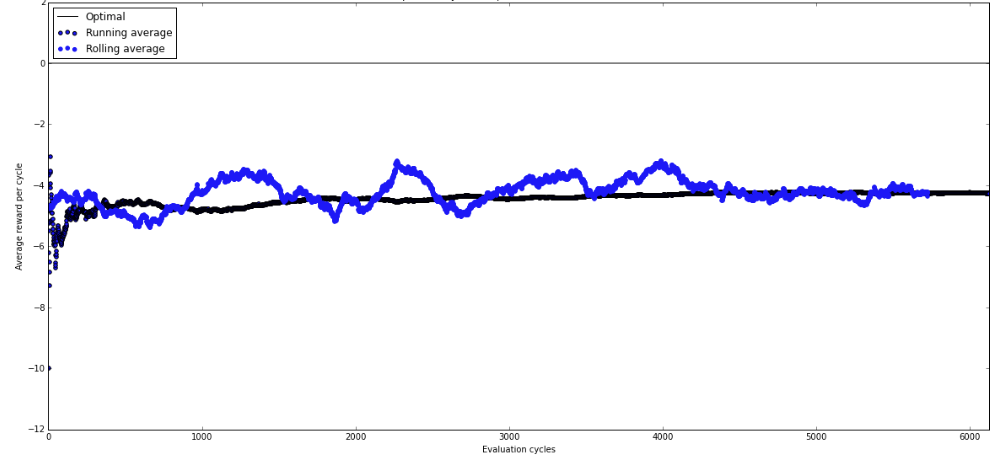 2
Optimal
Running average
Rolling average
0
−2
−4
−6
−8
−10
−12
Average reward per cycle
0 1000 2000 3000 4000 5000 6000
Evaluation cycles